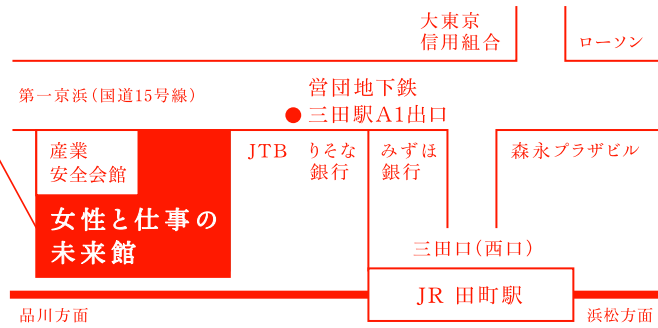 大東京
信用組合
ローソン
第一京浜（国道15号線）
営団地下鉄
三田駅A1出口
産業
安全会館
JTB
りそな
銀行
みずほ
銀行
森永プラザビル
女性と仕事の
未来館
三田口（西口）
JR 田町駅
品川方面
浜松方面